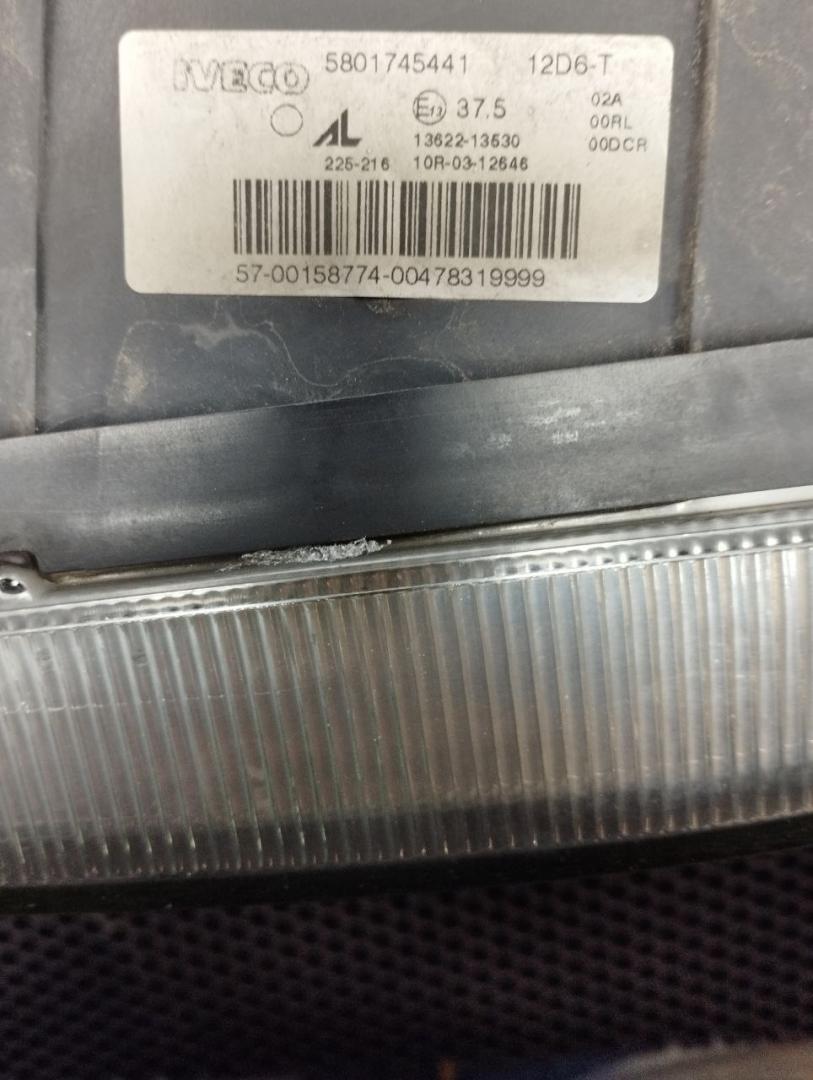 IVECO 5801745441 12D6-T
E13 37.5 02A
00RL
AL 13622-13530 00DCR
225-216 10R-03-12646
57-00158774-00478319999